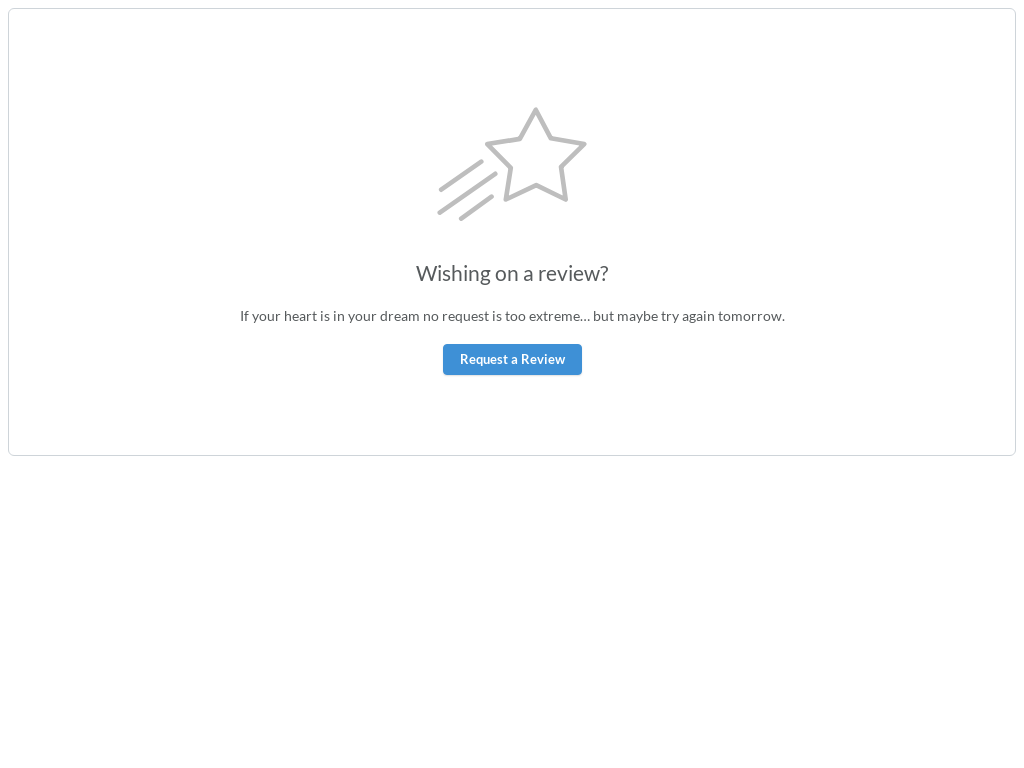 Wishing on a review?
If your heart is in your dream no request is too extreme... but maybe try again tomorrow.
Request a Review